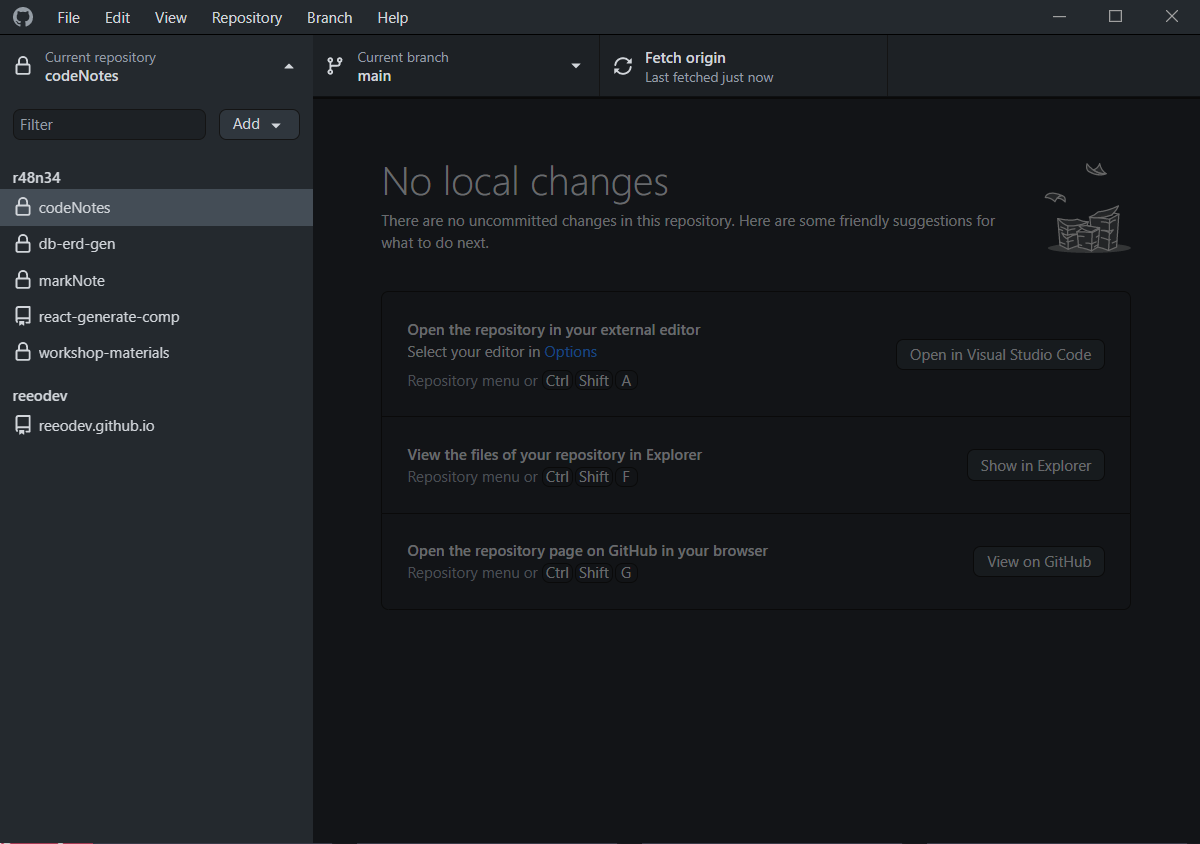 File Edit View Repository Branch Help
Current repository
codeNotes
Current branch
main
Fetch origin
Last fetched just now
Filter
Add
r48n34
codeNotes
db-erd-gen
markNote
react-generate-comp
workshop-materials
reeodev
reeodev.github.io
No local changes
There are no uncommitted changes in this repository. Here are some friendly suggestions for
what to do next.
Open the repository in your external editor
Select your editor in Options
Repository menu or Ctrl Shift A
Open in Visual Studio Code
View the files of your repository in Explorer
Repository menu or Ctrl Shift F
Show in Explorer
Open the repository page on GitHub in your browser
Repository menu or Ctrl Shift G
View on GitHub